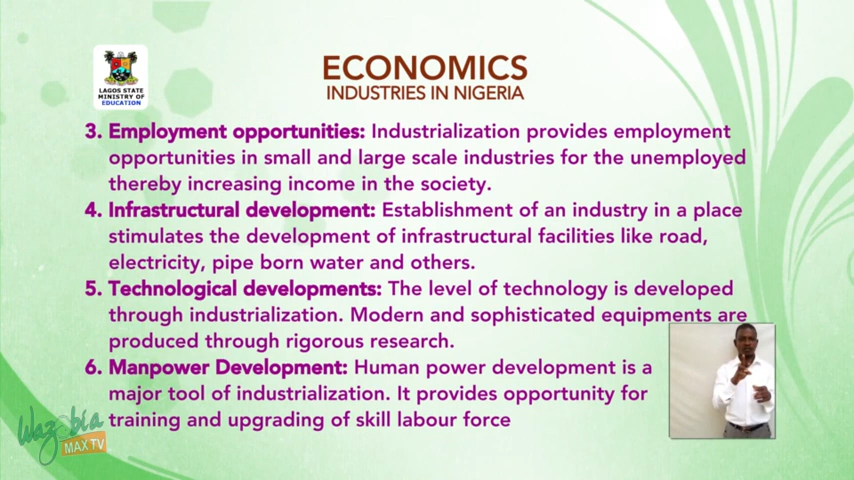 LAGOS STATE
MINISTRY OF
EDUCATION
ECONOMICS
INDUSTRIES IN NIGERIA
3. Employment opportunities: Industrialization provides employment
opportunities in small and large scale industries for the unemployed
thereby increasing income in the society.
4. Infrastructural development: Establishment of an industry in a place
stimulates the development of infrastructural facilities like road,
electricity, pipe born water and others.
5. Technological developments: The level of technology is developed
through industrialization. Modern and sophisticated equipments are
produced through rigorous research.
6. Manpower Development: Human power development is a
major tool of industrialization. It provides opportunity for
training and upgrading of skill labour force
Wazobia
MAX TV